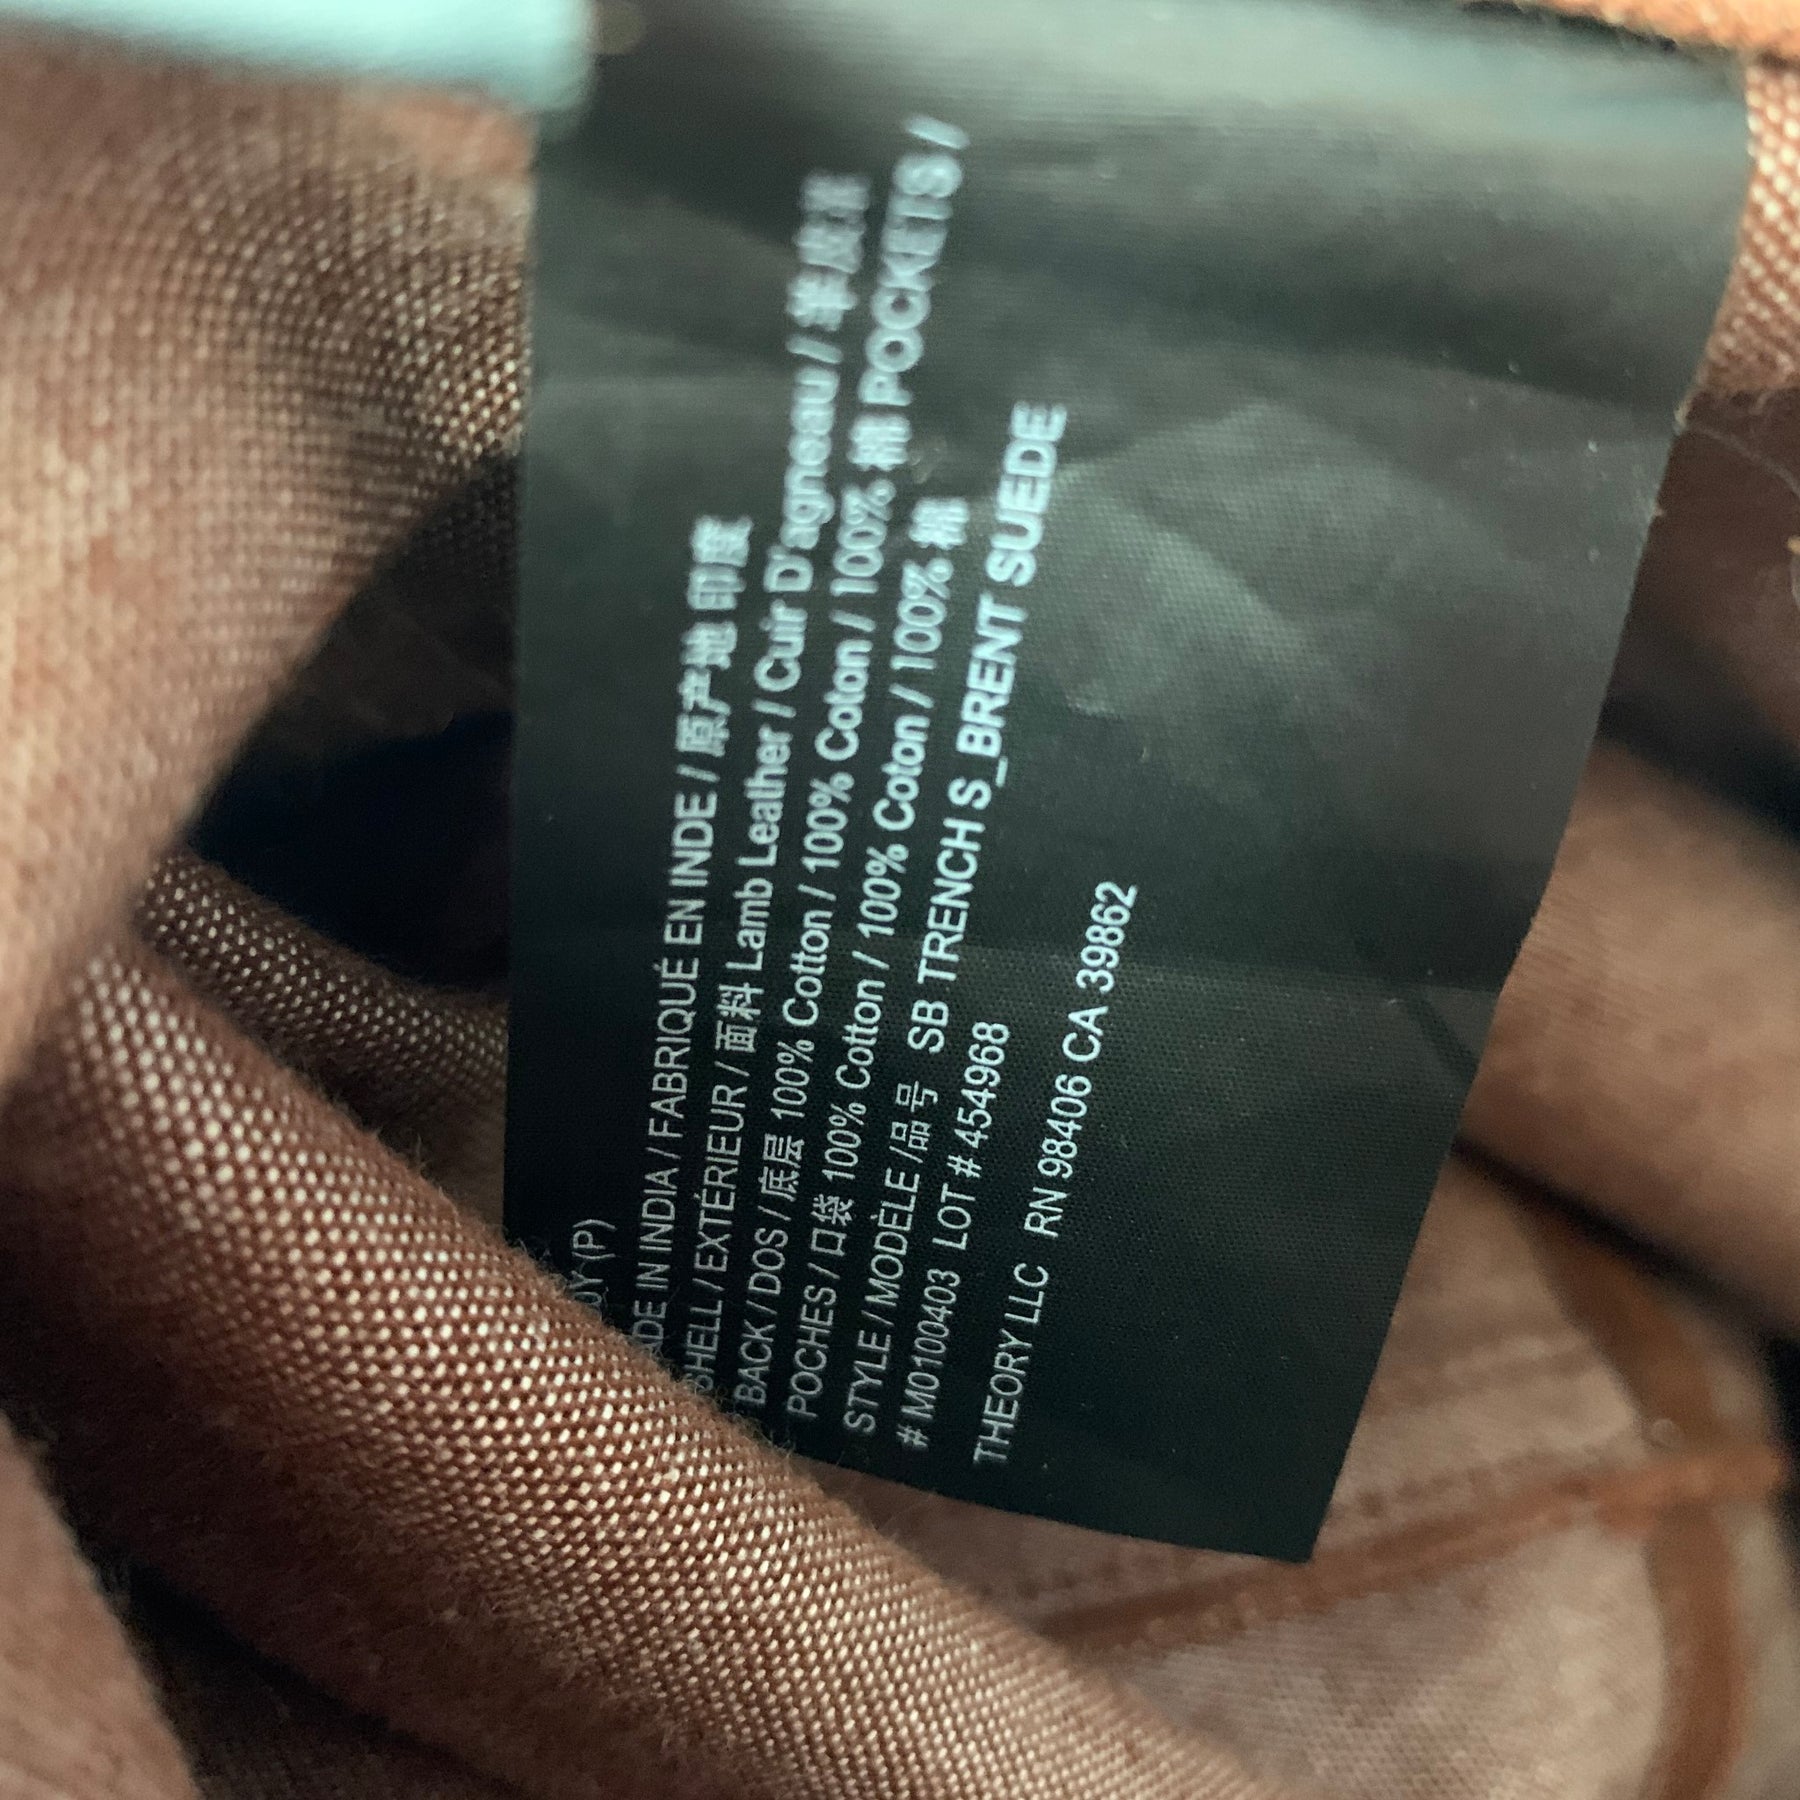 0Y(P)
ADE IN INDIA / FABRIQUÉ EN INDE / 原产地 印度
SHELL / EXTÉRIEUR / 面料 Lamb Leather / Cuir D'agneau / 羊皮革
BACK / DOS / 底层 100% Cotton / 100% Coton / 100% 棉 POCKETS /
POCHES / 口袋 100% Cotton / 100% Coton / 100% 棉
STYLE / MODÈLE /品号 SB TRENCH S_BRENT SUEDE
# M0100403 LOT # 454968
THEORY LLC RN 98406 CA 39862